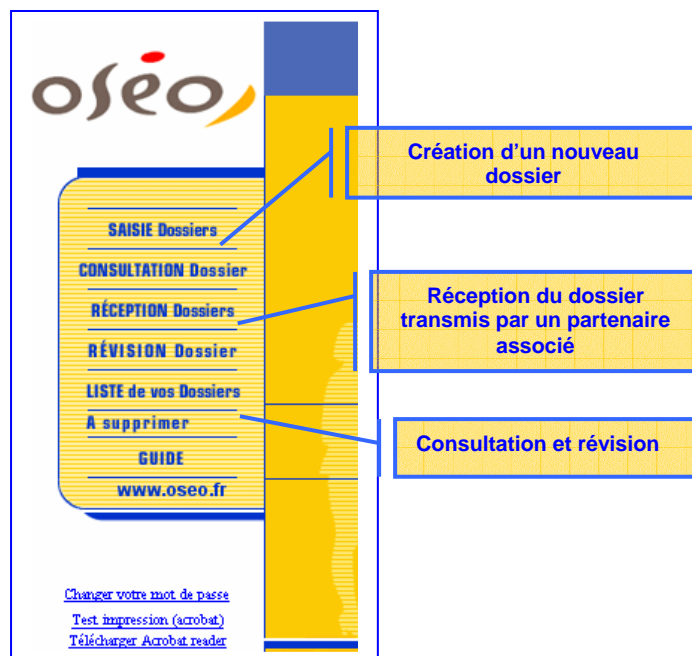 oséo
Création d’un nouveau
dossier
SAISIE Dossiers
CONSULTATION Dossier
RÉCEPTION Dossiers
Réception du dossier
transmis par un partenaire
associé
RÉVISION Dossier
LISTE de vos Dossiers
A supprimer
Consultation et révision
GUIDE
www.oseo.fr
Changer votre mot de passe
Test impression (acrobat)
Télécharger Acrobat reader